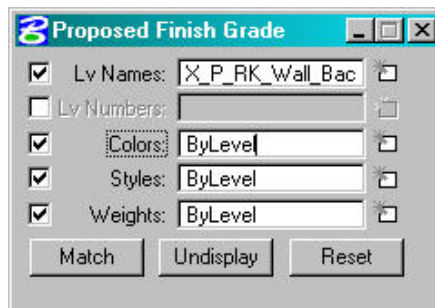 Proposed Finish Grade
Lv Names: X_P_RK_Wall_Bac
Lv Numbers:
Colors: ByLevel
Styles: ByLevel
Weights: ByLevel
Match Undisplay Reset